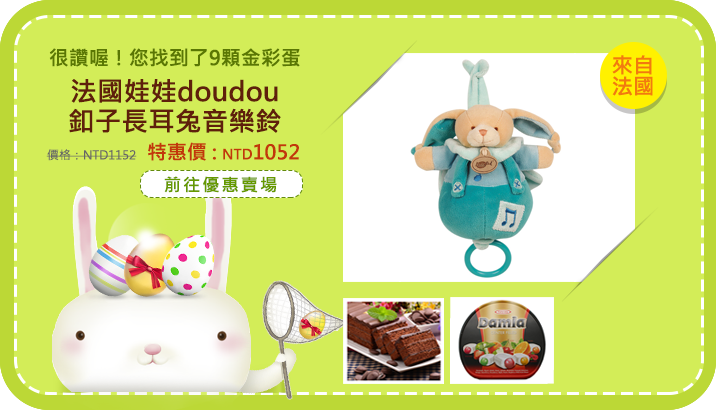 很讚喔！您找到了9顆金彩蛋
法國娃娃doudou
釦子長耳兔音樂鈴
價格：NTD1152 特惠價：NTD1052
前往優惠賣場
來自
法國
Damla